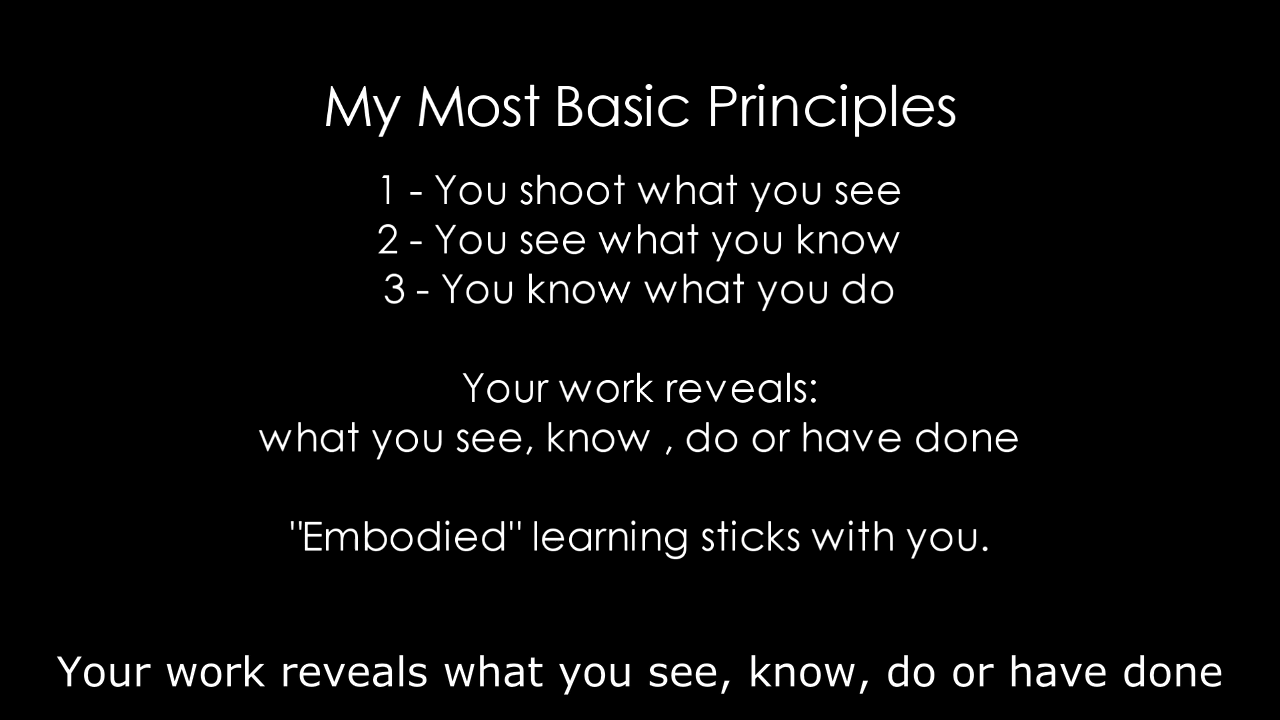 My Most Basic Principles
1 - You shoot what you see
2 - You see what you know
3 - You know what you do
Your work reveals:
what you see, know , do or have done
"Embodied" learning sticks with you.
Your work reveals what you see, know, do or have done